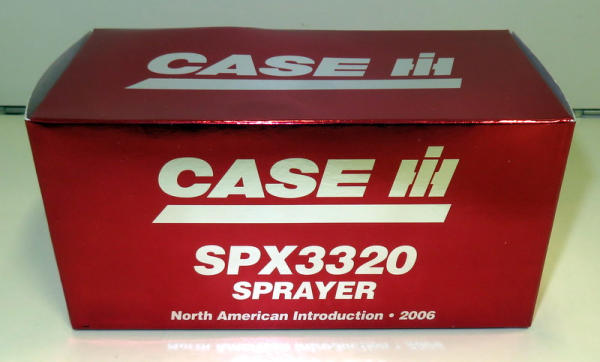 CASE IH
CASE IH
SPX3320
SPRAYER
North American Introduction • 2006